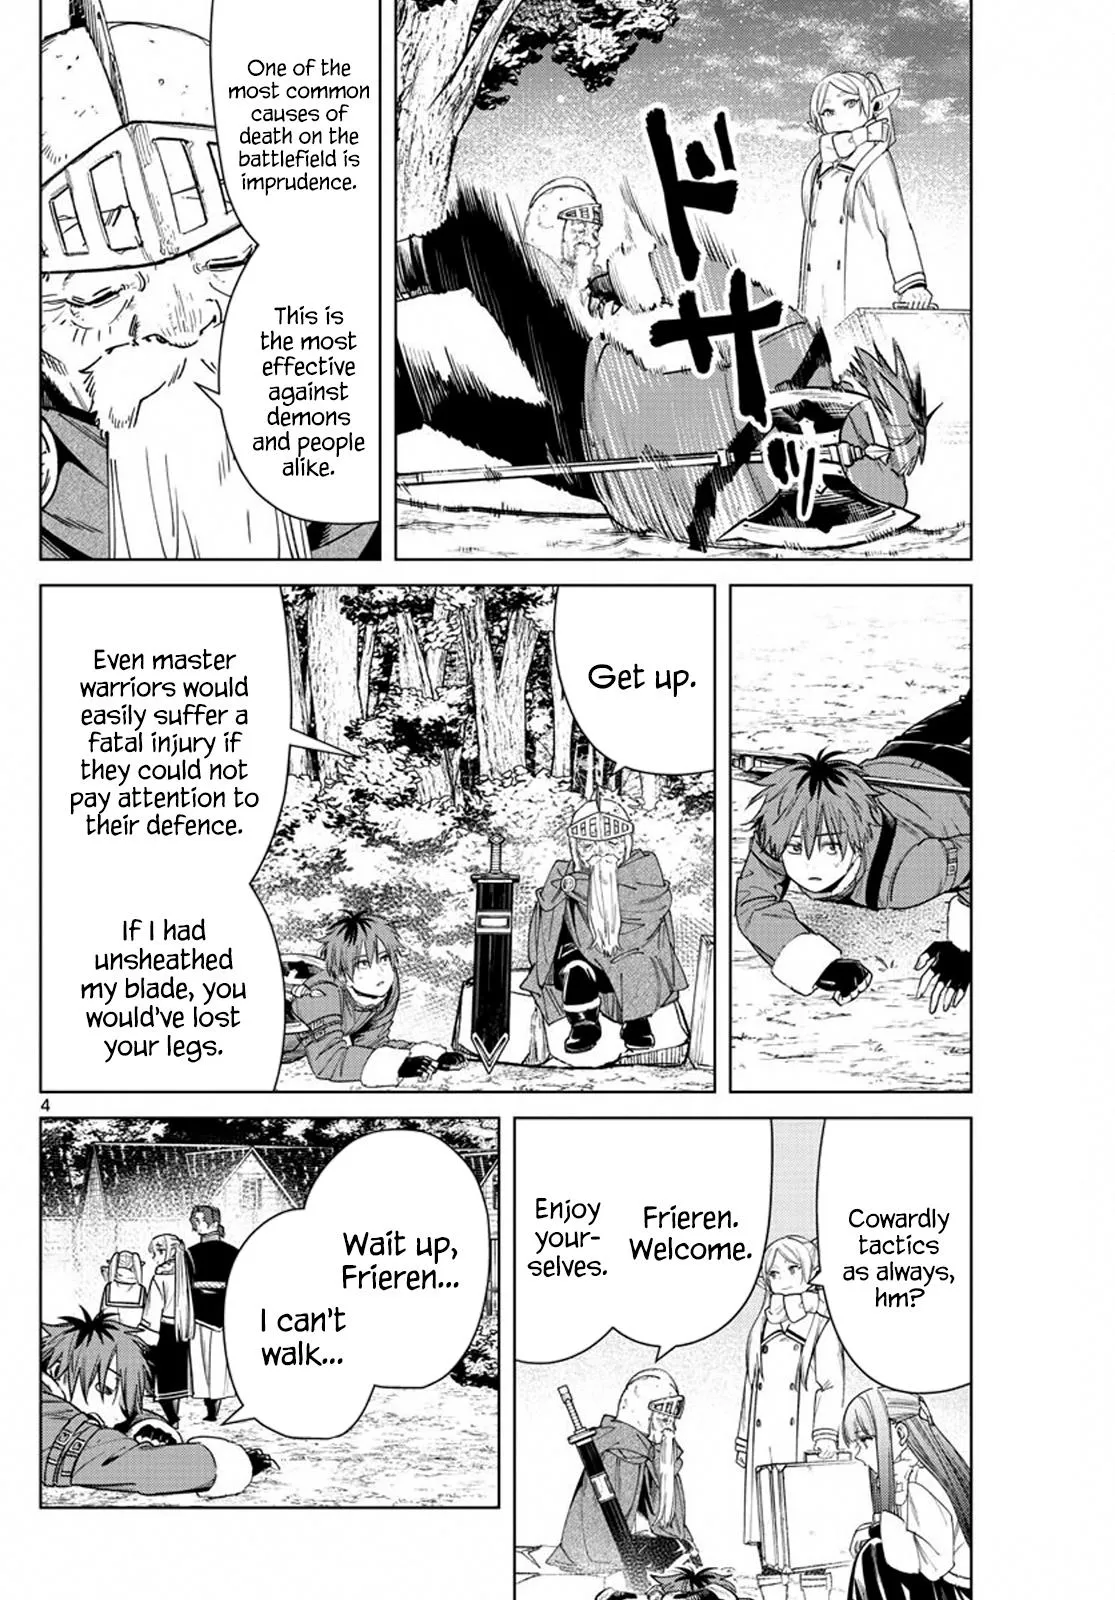 ドサッ
One of the
most common
causes of
death on the
battlefield is
imprudence.
This is
the most
effective
against
demons
and people
alike.
Get up.
Even master
warriors would
easily suffer a
fatal injury if
they could not
pay attention to
their defence.
If I had
unsheathed
my blade, you
would've lost
your legs.
4
Cowardly
tactics
as always,
hm?
Frieren.
Welcome.
Enjoy
your-
selves.
Wait up,
Frieren...
I can't
walk...